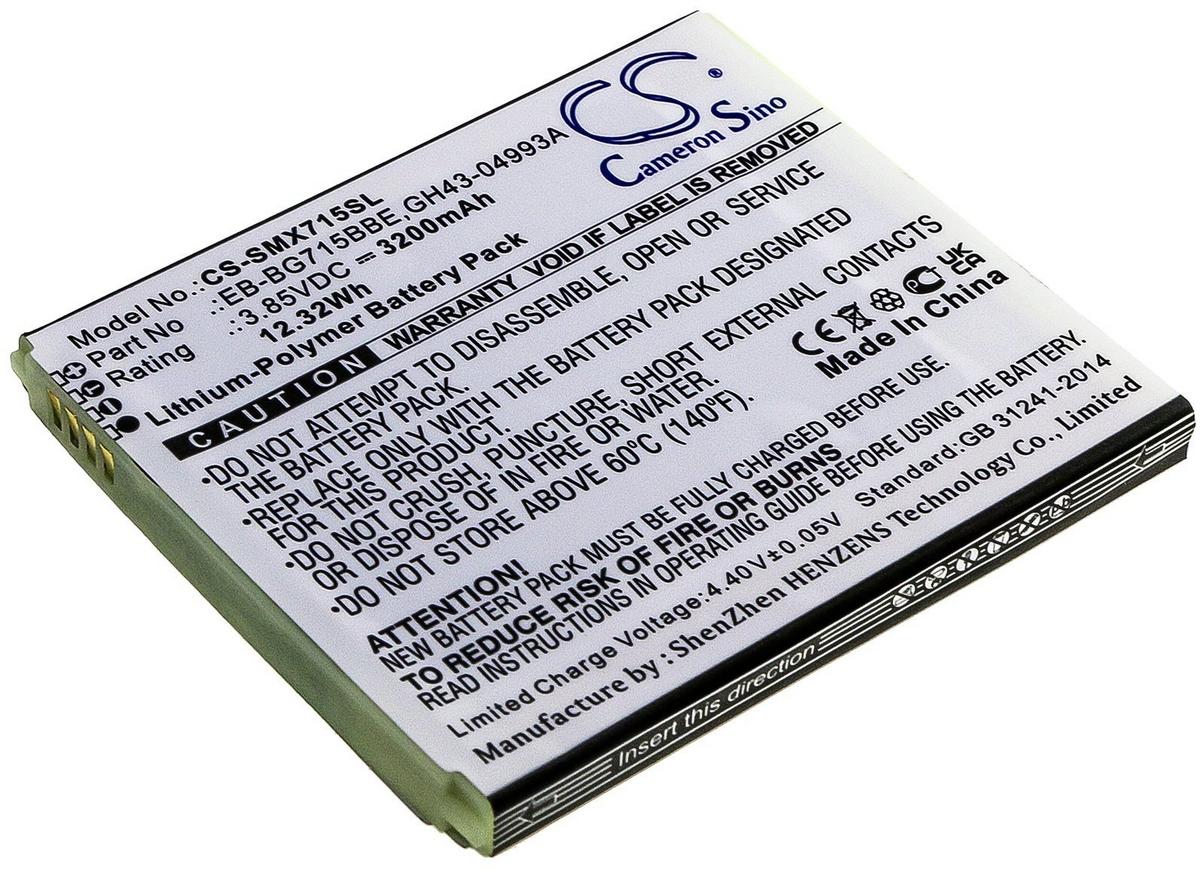 CS®
Cameron Sino
Model No.:CS-SMX715SL
Part No :EB-BG715BBE,GH43-04993A
Rating :3.85VDC = 3200mAh
12.32Wh
Lithium-Polymer Battery Pack
CAUTION WARRANTY VOID IF LABEL IS REMOVED
•DO NOT ATTEMPT TO DISASSEMBLE, OPEN OR SERVICE
THE BATTERY PACK.
•REPLACE ONLY WITH THE BATTERY PACK DESIGNATED
FOR THIS PRODUCT.
•DO NOT CRUSH, PUNCTURE, SHORT EXTERNAL CONTACTS
OR DISPOSE OF IN FIRE OR WATER.
•DO NOT STORE ABOVE 60°C (140°F).
CE UK CA
Made In China
ATTENTION!
NEW BATTERY PACK MUST BE FULLY CHARGED BEFORE USE.
TO REDUCE RISK OF FIRE OR BURNS
READ INSTRUCTIONS IN OPERATING GUIDE ON USING THE BATTERY.
Limited Charge Voltage:4.40V±0.05V Standard:GB 31241-2014
Manufacture by : ShenZhen HENZENS Technology Co., Limited
Insert this direction